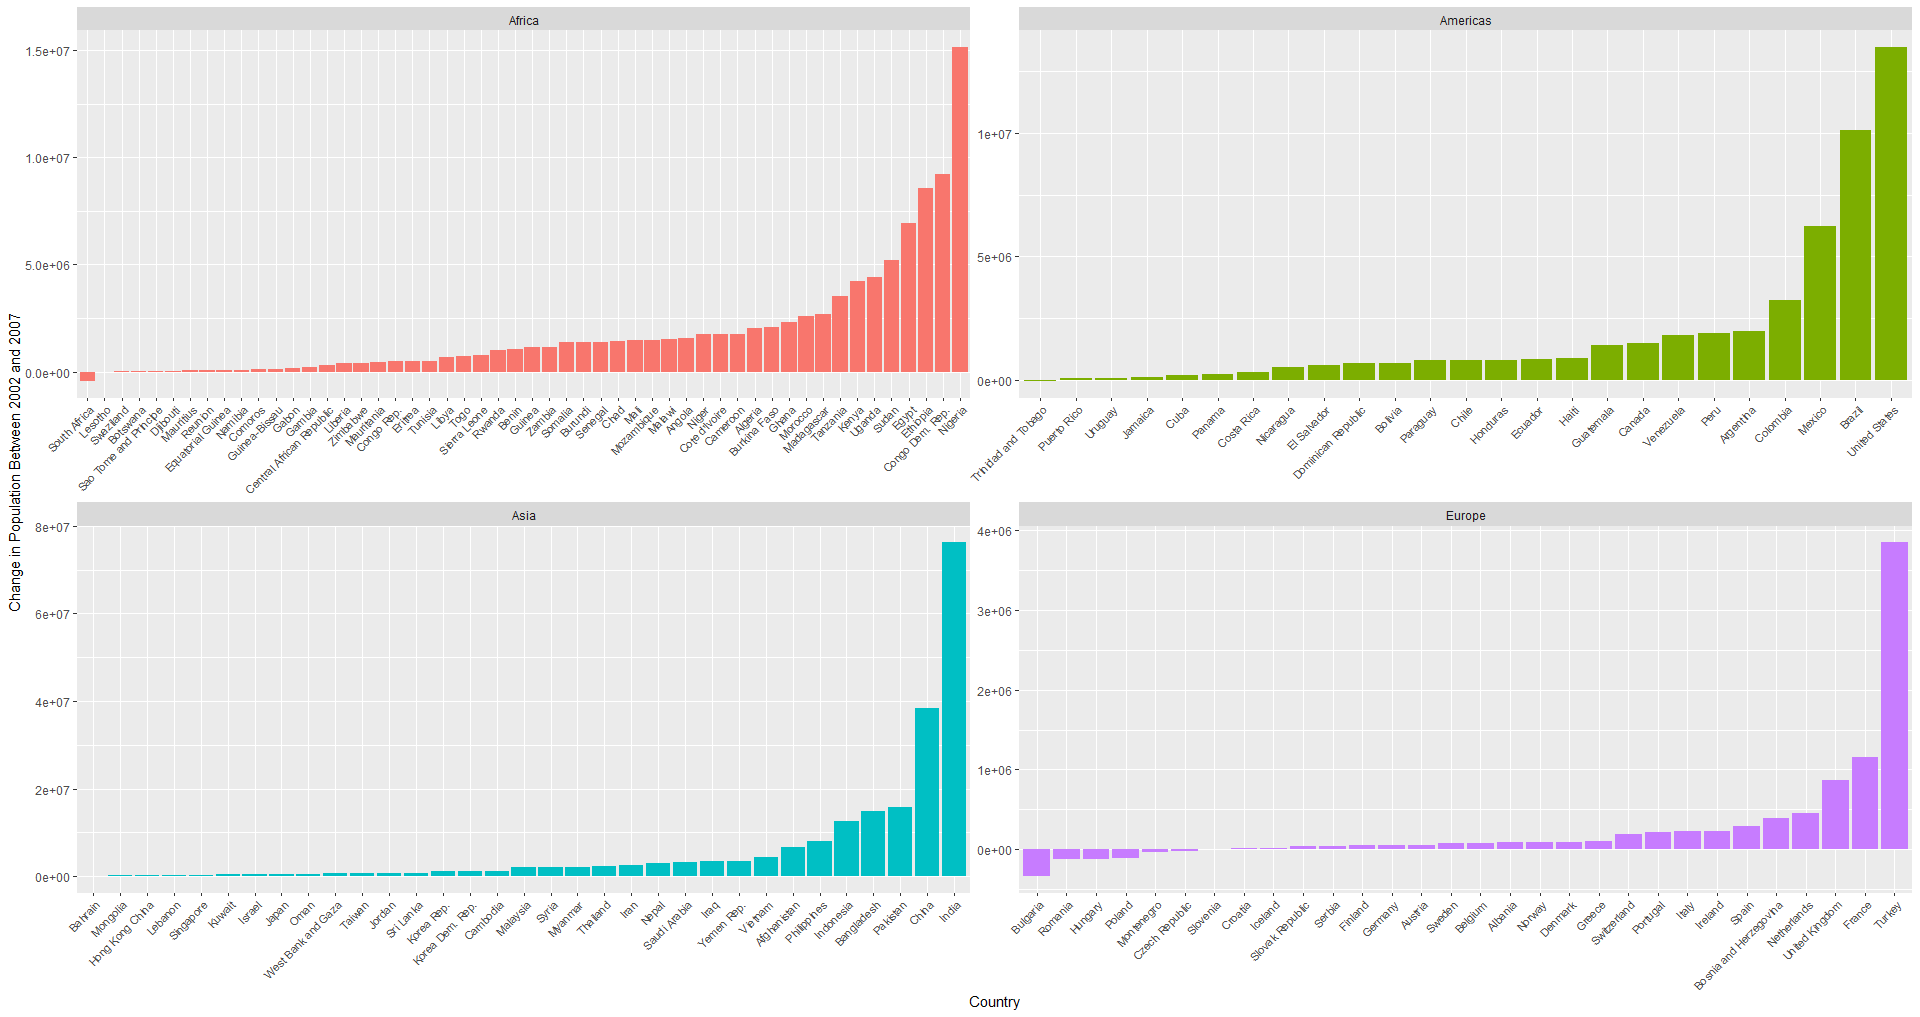 Africa
Americas
1.5e+07
1.0e+07
5.0e+06
0.0e+00
1e+07
5e+06
0e+00
South Africa
Lesotho
Swaziland
Botswana
Sao Tome and Principe
Djibouti
Mauritius
Reunion
Equatorial Guinea
Namibia
Comoros
Guinea-Bissau
Gabon
Gambia
Central African Republic
Liberia
Zimbabwe
Mauritania
Congo Rep.
Eritrea
Tunisia
Libya
Togo
Sierra Leone
Rwanda
Benin
Guinea
Zambia
Somalia
Burundi
Senegal
Chad
Mali
Mozambique
Malawi
Angola
Niger
Cote d'Ivoire
Cameroon
Algeria
Burkina Faso
Ghana
Morocco
Madagascar
Tanzania
Kenya
Uganda
Sudan
Egypt
Ethiopia
Congo Dem. Rep.
Nigeria
Trinidad and Tobago
Puerto Rico
Uruguay
Jamaica
Cuba
Panama
Costa Rica
Nicaragua
El Salvador
Dominican Republic
Bolivia
Paraguay
Chile
Honduras
Ecuador
Haiti
Guatemala
Canada
Venezuela
Peru
Argentina
Colombia
Mexico
Brazil
United States
Change in Population Between 2002 and 2007
Asia
Europe
8e+07
6e+07
4e+07
2e+07
0e+00
4e+06
3e+06
2e+06
1e+06
0e+00
Bahrain
Mongolia
Hong Kong China
Lebanon
Singapore
Kuwait
Israel
Japan
Oman
West Bank and Gaza
Taiwan
Jordan
Sri Lanka
Korea Rep.
Korea Dem. Rep.
Cambodia
Malaysia
Syria
Myanmar
Thailand
Iran
Nepal
Saudi Arabia
Iraq
Yemen Rep.
Vietnam
Afghanistan
Philippines
Indonesia
Bangladesh
Pakistan
China
India
Bulgaria
Romania
Hungary
Poland
Montenegro
Czech Republic
Slovenia
Croatia
Iceland
Slovak Republic
Serbia
Finland
Germany
Austria
Sweden
Belgium
Albania
Norway
Denmark
Greece
Switzerland
Portugal
Italy
Ireland
Spain
Bosnia and Herzegovina
Netherlands
United Kingdom
France
Turkey
Country